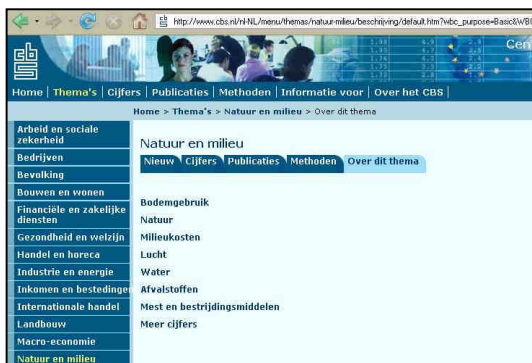 http://www.cbs.nl/nl-NL/menu/themas/natuur-milieu/beschrijving/default.htm?wbc_purpose=Basic&WBC
cbs
Cen
Home | Thema's | Cijfers | Publicaties | Methoden | Informatie voor | Over het CBS |
Home > Thema's > Natuur en milieu > Over dit thema
Arbeid en sociale
zekerheid
Bedrijven
Bevolking
Bouwen en wonen
Financiële en zakelijke
diensten
Gezondheid en welzijn
Handel en horeca
Industrie en energie
Inkomen en bestedingen
Internationale handel
Landbouw
Macro-economie
Natuur en milieu
Natuur en milieu
Nieuw Cijfers Publicaties Methoden Over dit thema
Bodemgebruik
Natuur
Milieukosten
Lucht
Water
Afvalstoffen
Mest en bestrijdingsmiddelen
Meer cijfers